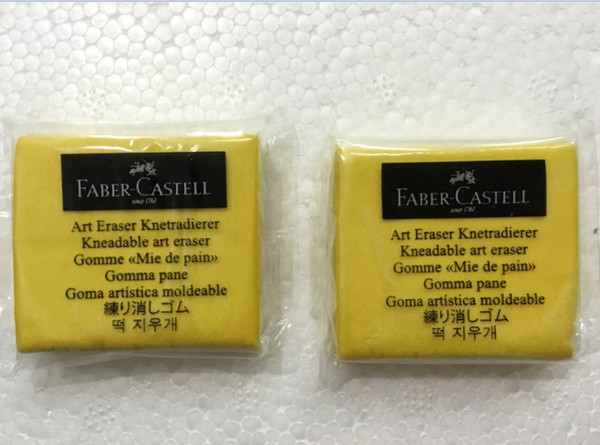 FABER-CASTELL
since 1761
Art Eraser Knetradierer
Kneadable art eraser
Gomme «Mie de pain»
Gomma pane
Goma artística moldeable
練り消しゴム
떡 지우개
FABER-CASTELL
since 1761
Art Eraser Knetradierer
Kneadable art eraser
Gomme «Mie de pain»
Gomma pane
Goma artística moldeable
練り消しゴム
떡 지우개